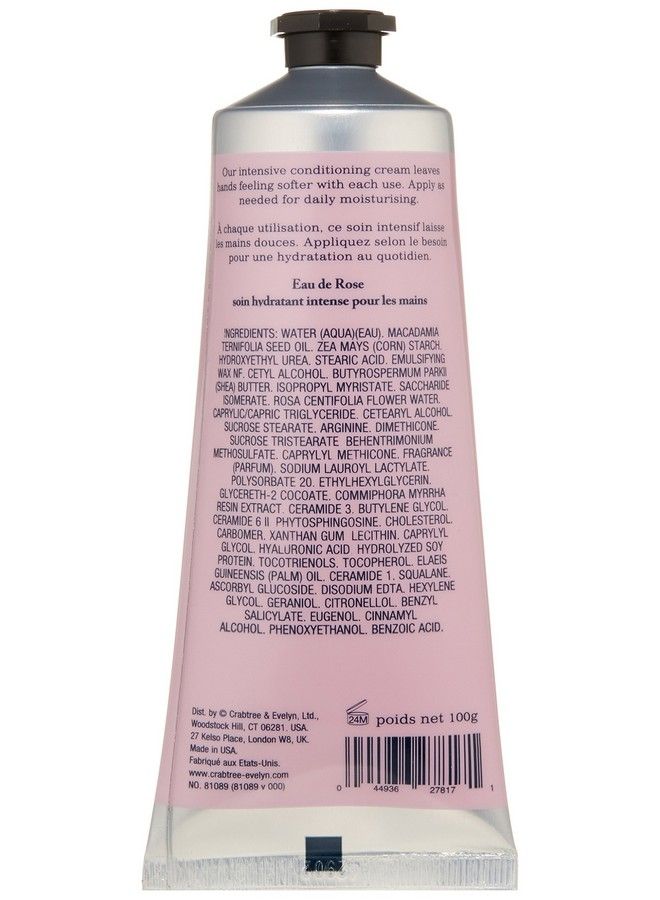 Our intensive conditioning cream leaves
hands feeling softer with each use. Apply as
needed for daily moisturising.
À chaque utilisation, ce soin intensif laisse
les mains douces. Appliquez selon le besoin
pour une hydratation au quotidien.
Eau de Rose
soin hydratant intense pour les mains
INGREDIENTS: WATER (AQUA)(EAU). MACADAMIA
TERNIFOLIA SEED OIL. ZEA MAYS (CORN) STARCH.
HYDROXYETHYL UREA. STEARIC ACID. EMULSIFYING
WAX NF. CETYL ALCOHOL. BUTYROSPERMUM PARKII
(SHEA) BUTTER. ISOPROPYL MYRISTATE. SACCHARIDE
ISOMERATE. ROSA CENTIFOLIA FLOWER WATER.
CAPRYLIC/CAPRIC TRIGLYCERIDE. CETEARYL ALCOHOL.
SUCROSE STEARATE. ARGININE. DIMETHICONE.
SUCROSE TRISTEARATE BEHENTRIMONIUM
METHOSULFATE. CAPRYLYL METHICONE. FRAGRANCE
(PARFUM). SODIUM LAUROYL LACTYLATE.
POLYSORBATE 20. ETHYLHEXYLGLYCERIN.
GLYCERETH-2 COCOATE. COMMIPHORA MYRRHA
RESIN EXTRACT. CERAMIDE 3. BUTYLENE GLYCOL.
CERAMIDE 6 II PHYTOSPHINGOSINE. CHOLESTEROL.
CARBOMER. XANTHAN GUM LECITHIN. CAPRYLYL
GLYCOL. HYALURONIC ACID HYDROLYZED SOY
PROTEIN. TOCOTRIENOLS. TOCOPHEROL. ELAEIS
GUINEENSIS (PALM) OIL. CERAMIDE 1. SQUALANE.
ASCORBYL GLUCOSIDE. DISODIUM EDTA. HEXYLENE
GLYCOL. GERANIOL. CITRONELLOL. BENZYL
SALICYLATE. EUGENOL. CINNAMYL
ALCOHOL. PHENOXYETHANOL. BENZOIC ACID.
Dist. by © Crabtree & Evelyn, Ltd.,
Woodstock Hill, CT 06281. USA.
27 Kelso Place, London W8, UK.
Made in USA.
Fabriqué aux Etats-Unis.
www.crabtree-evelyn.com
NO. 81089 (81089 v 000)
24M poids net 100g
0 44936 27817 1